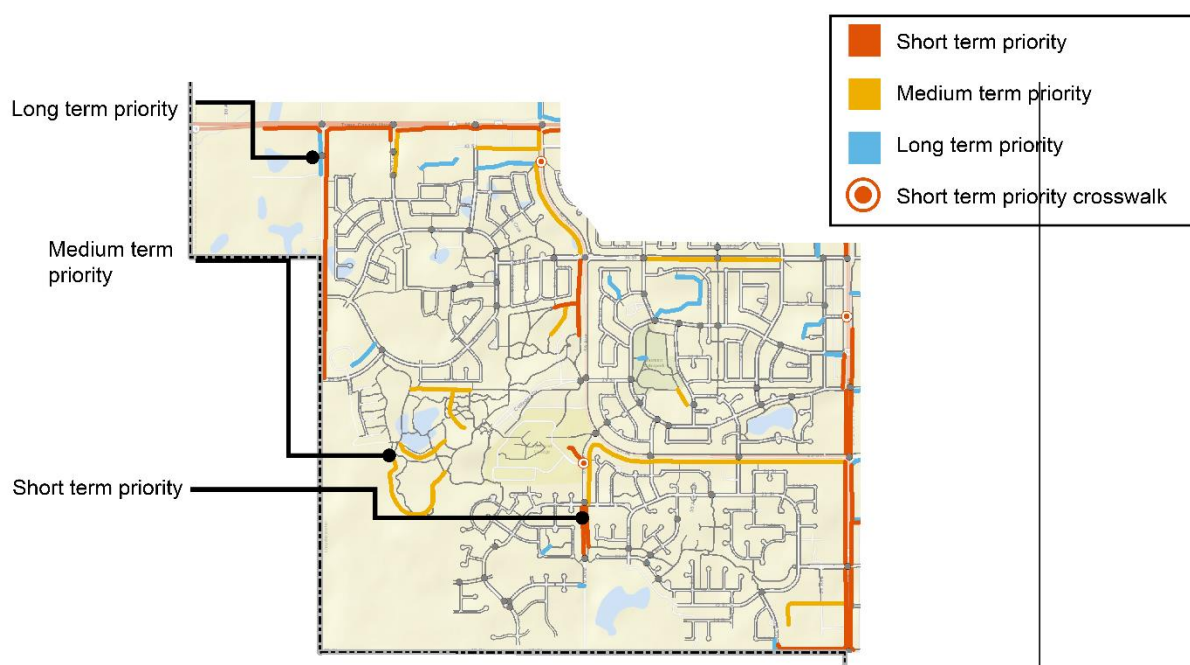 Short term priority
Medium term priority
Long term priority
Short term priority crosswalk
Long term priority
Medium term
priority
Short term priority